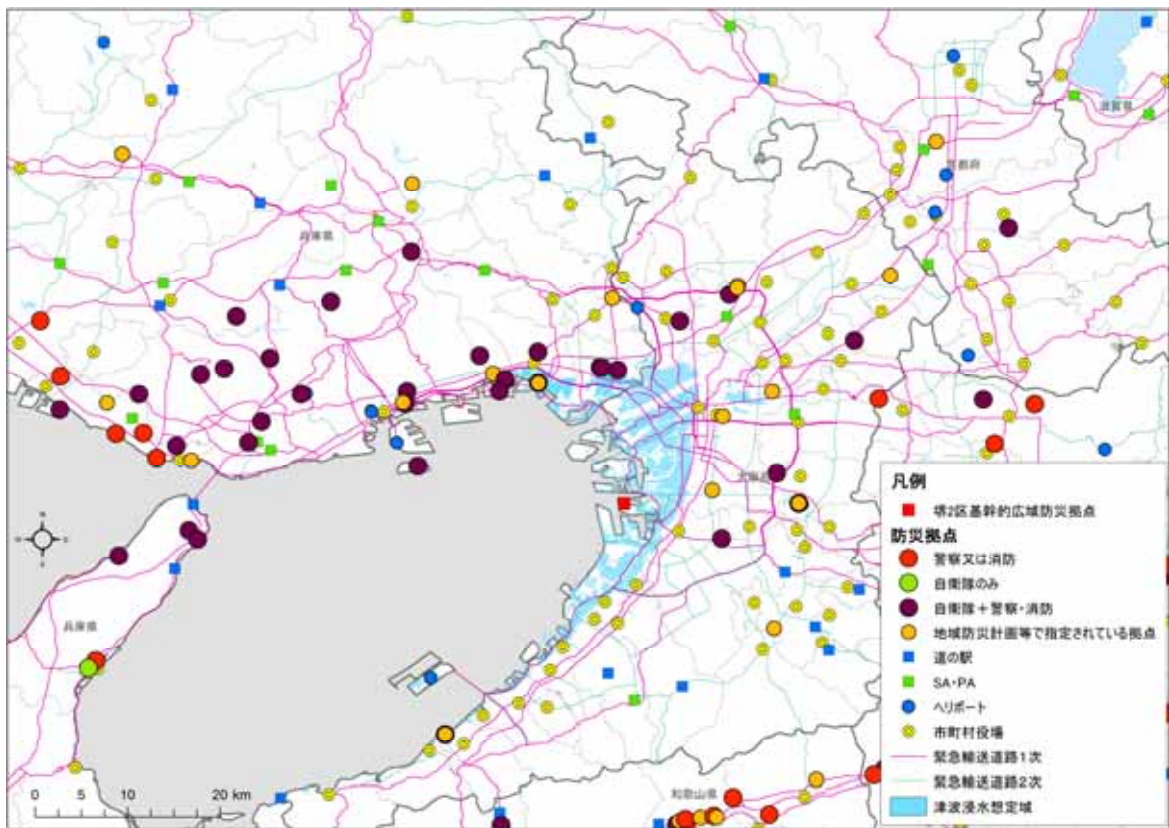 滋賀県
京都府
兵庫県
大阪府
兵庫県
和歌山県
0 5 10 20 km
凡例
堺2区基幹的広域防災拠点
防災拠点
警察又は消防
自衛隊のみ
自衛隊+警察・消防
地域防災計画等で指定されている拠点
道の駅
SA・PA
ヘリポート
市町村役場
緊急輸送道路1次
緊急輸送道路2次
津波浸水想定域